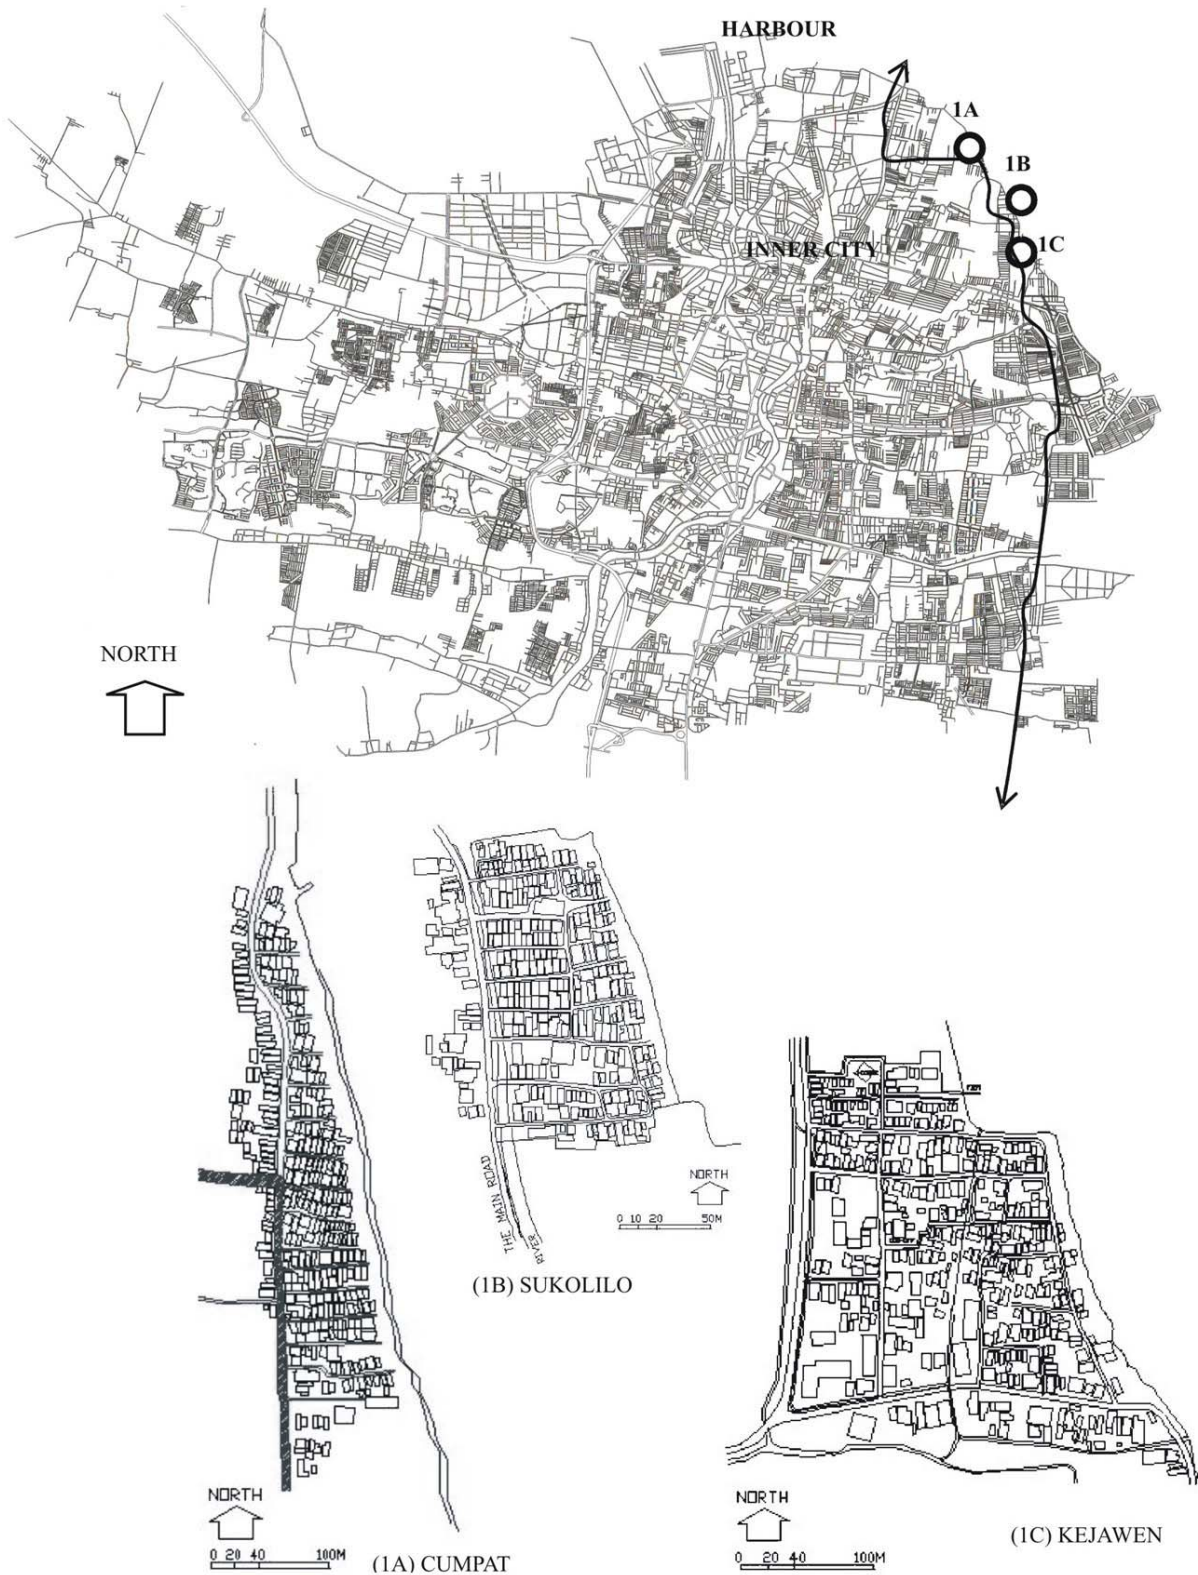 HARBOUR
1A
1B
INNER CITY
1C
NORTH
THE MAIN ROAD
RIVER
NORTH
0 10 20 50M
(1B) SUKOLILO
NORTH
0 20 40 100M
(1A) CUMPAT
NORTH
0 20 40 100M
(1C) KEJAWEN